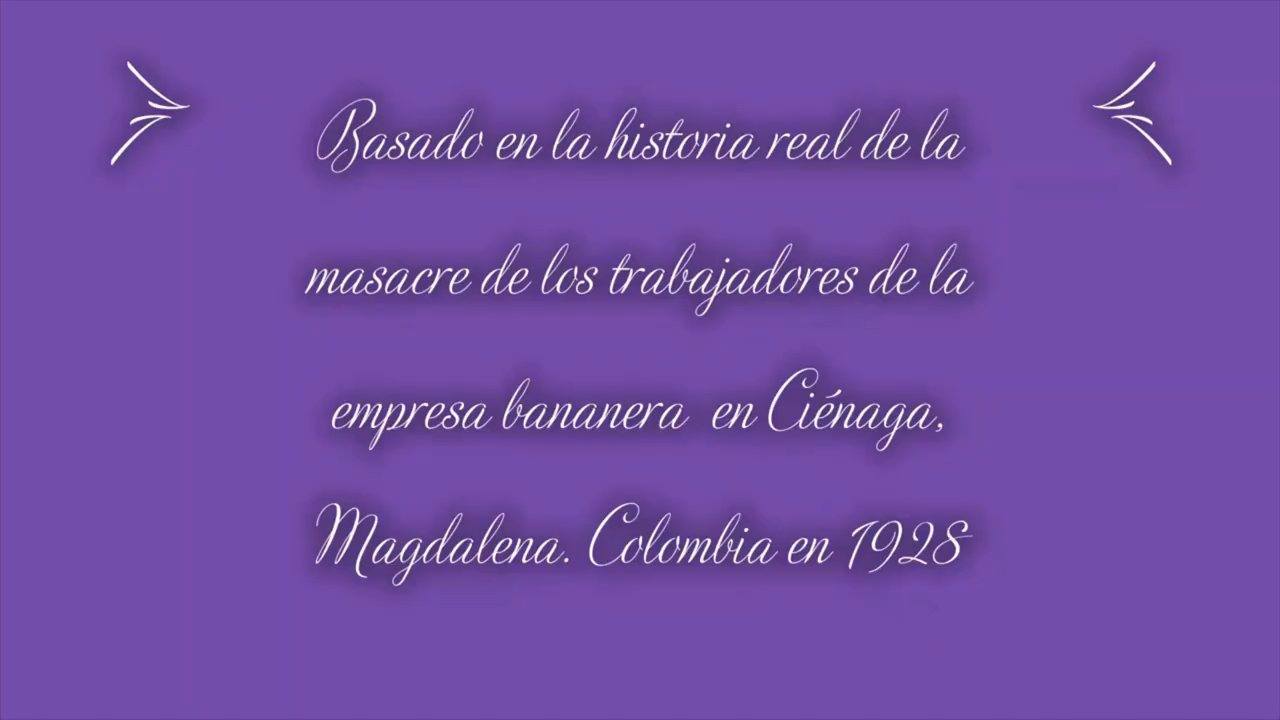 Basado en la historia real de la
masacre de los trabajadores de la
empresa bananera en Ciénaga,
Magdalena. Colombia en 1928